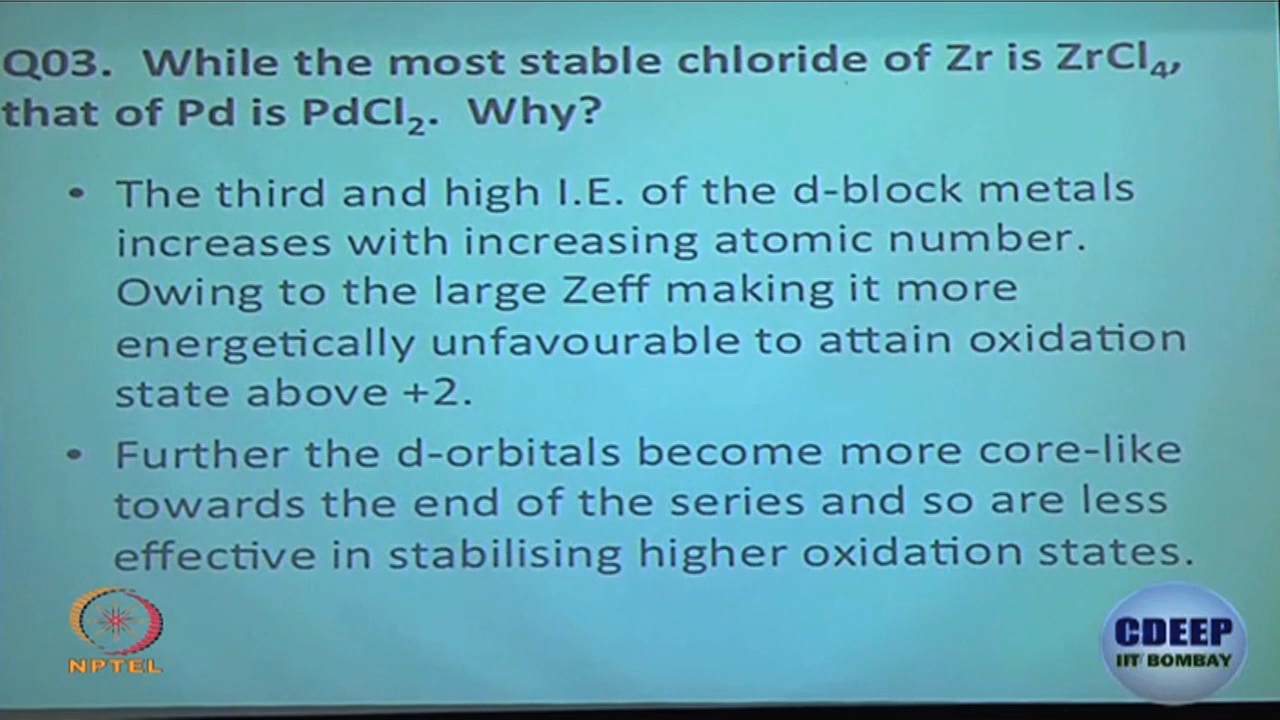 Q03. While the most stable chloride of Zr is ZrCl₄,
that of Pd is PdCl₂. Why?
• The third and high I.E. of the d-block metals
increases with increasing atomic number.
Owing to the large Zeff making it more
energetically unfavourable to attain oxidation
state above +2.
• Further the d-orbitals become more core-like
towards the end of the series and so are less
effective in stabilising higher oxidation states.
NPTEL
CDEEP
IIT BOMBAY